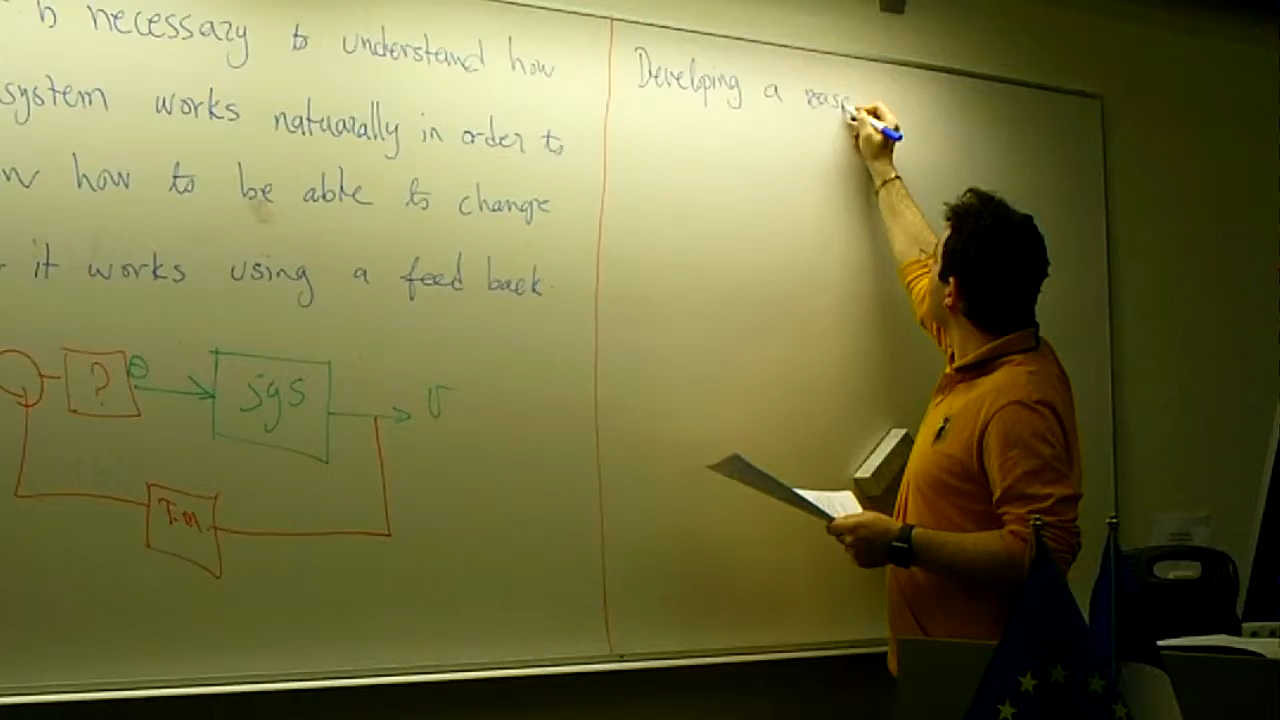 necessary to understand how
system works natuarally in order to
how to be able to change
it works using a feed back.
?
sys
T.M
Developing a